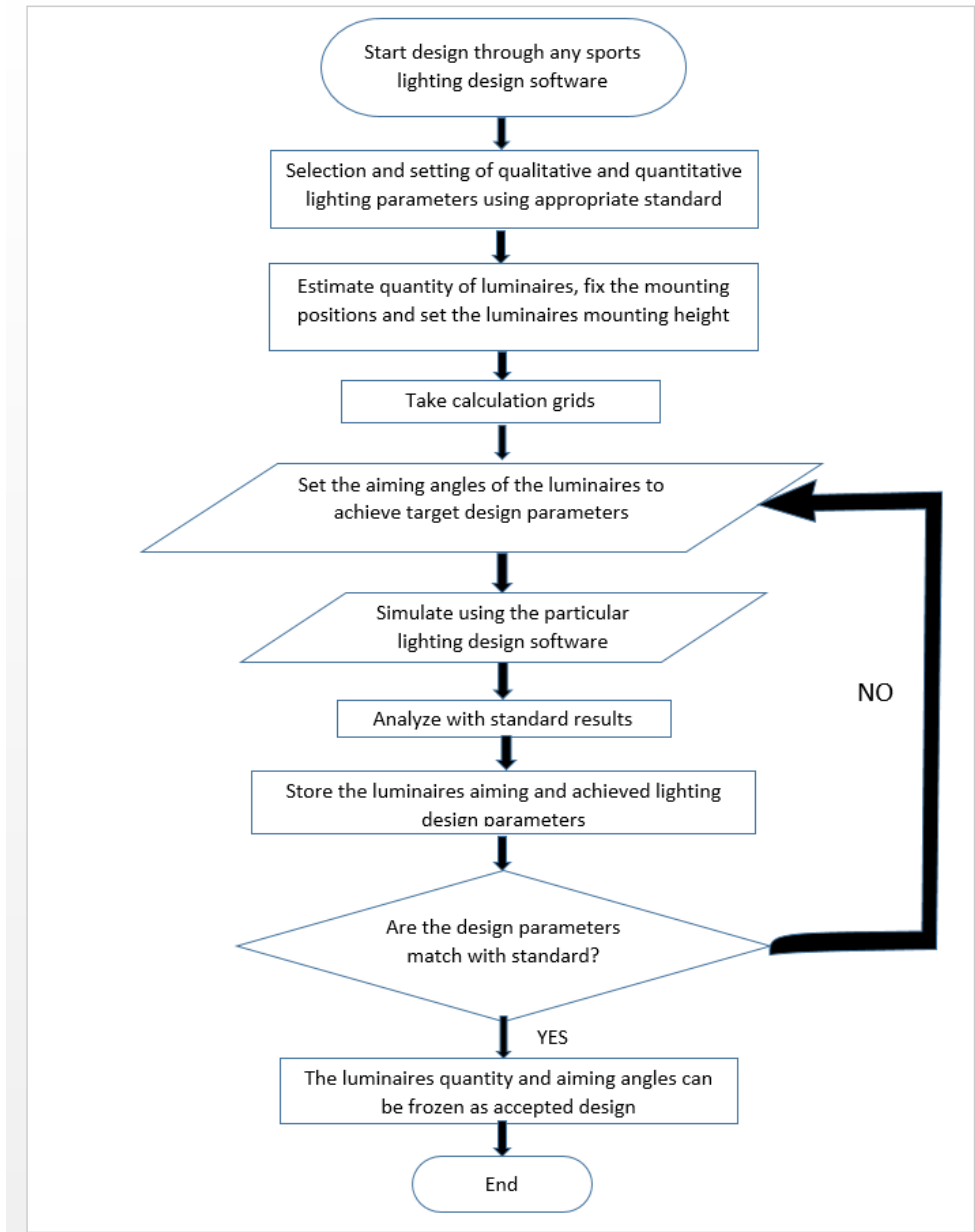 Start design through any sports
lighting design software
Selection and setting of qualitative and quantitative
lighting parameters using appropriate standard
Estimate quantity of luminaires, fix the mounting
positions and set the luminaires mounting height
Take calculation grids
Set the aiming angles of the luminaires to
achieve target design parameters
Simulate using the particular
lighting design software
NO
Analyze with standard results
Store the luminaires aiming and achieved lighting
design parameters
Are the design parameters
match with standard?
YES
The luminaires quantity and aiming angles can
be frozen as accepted design
End